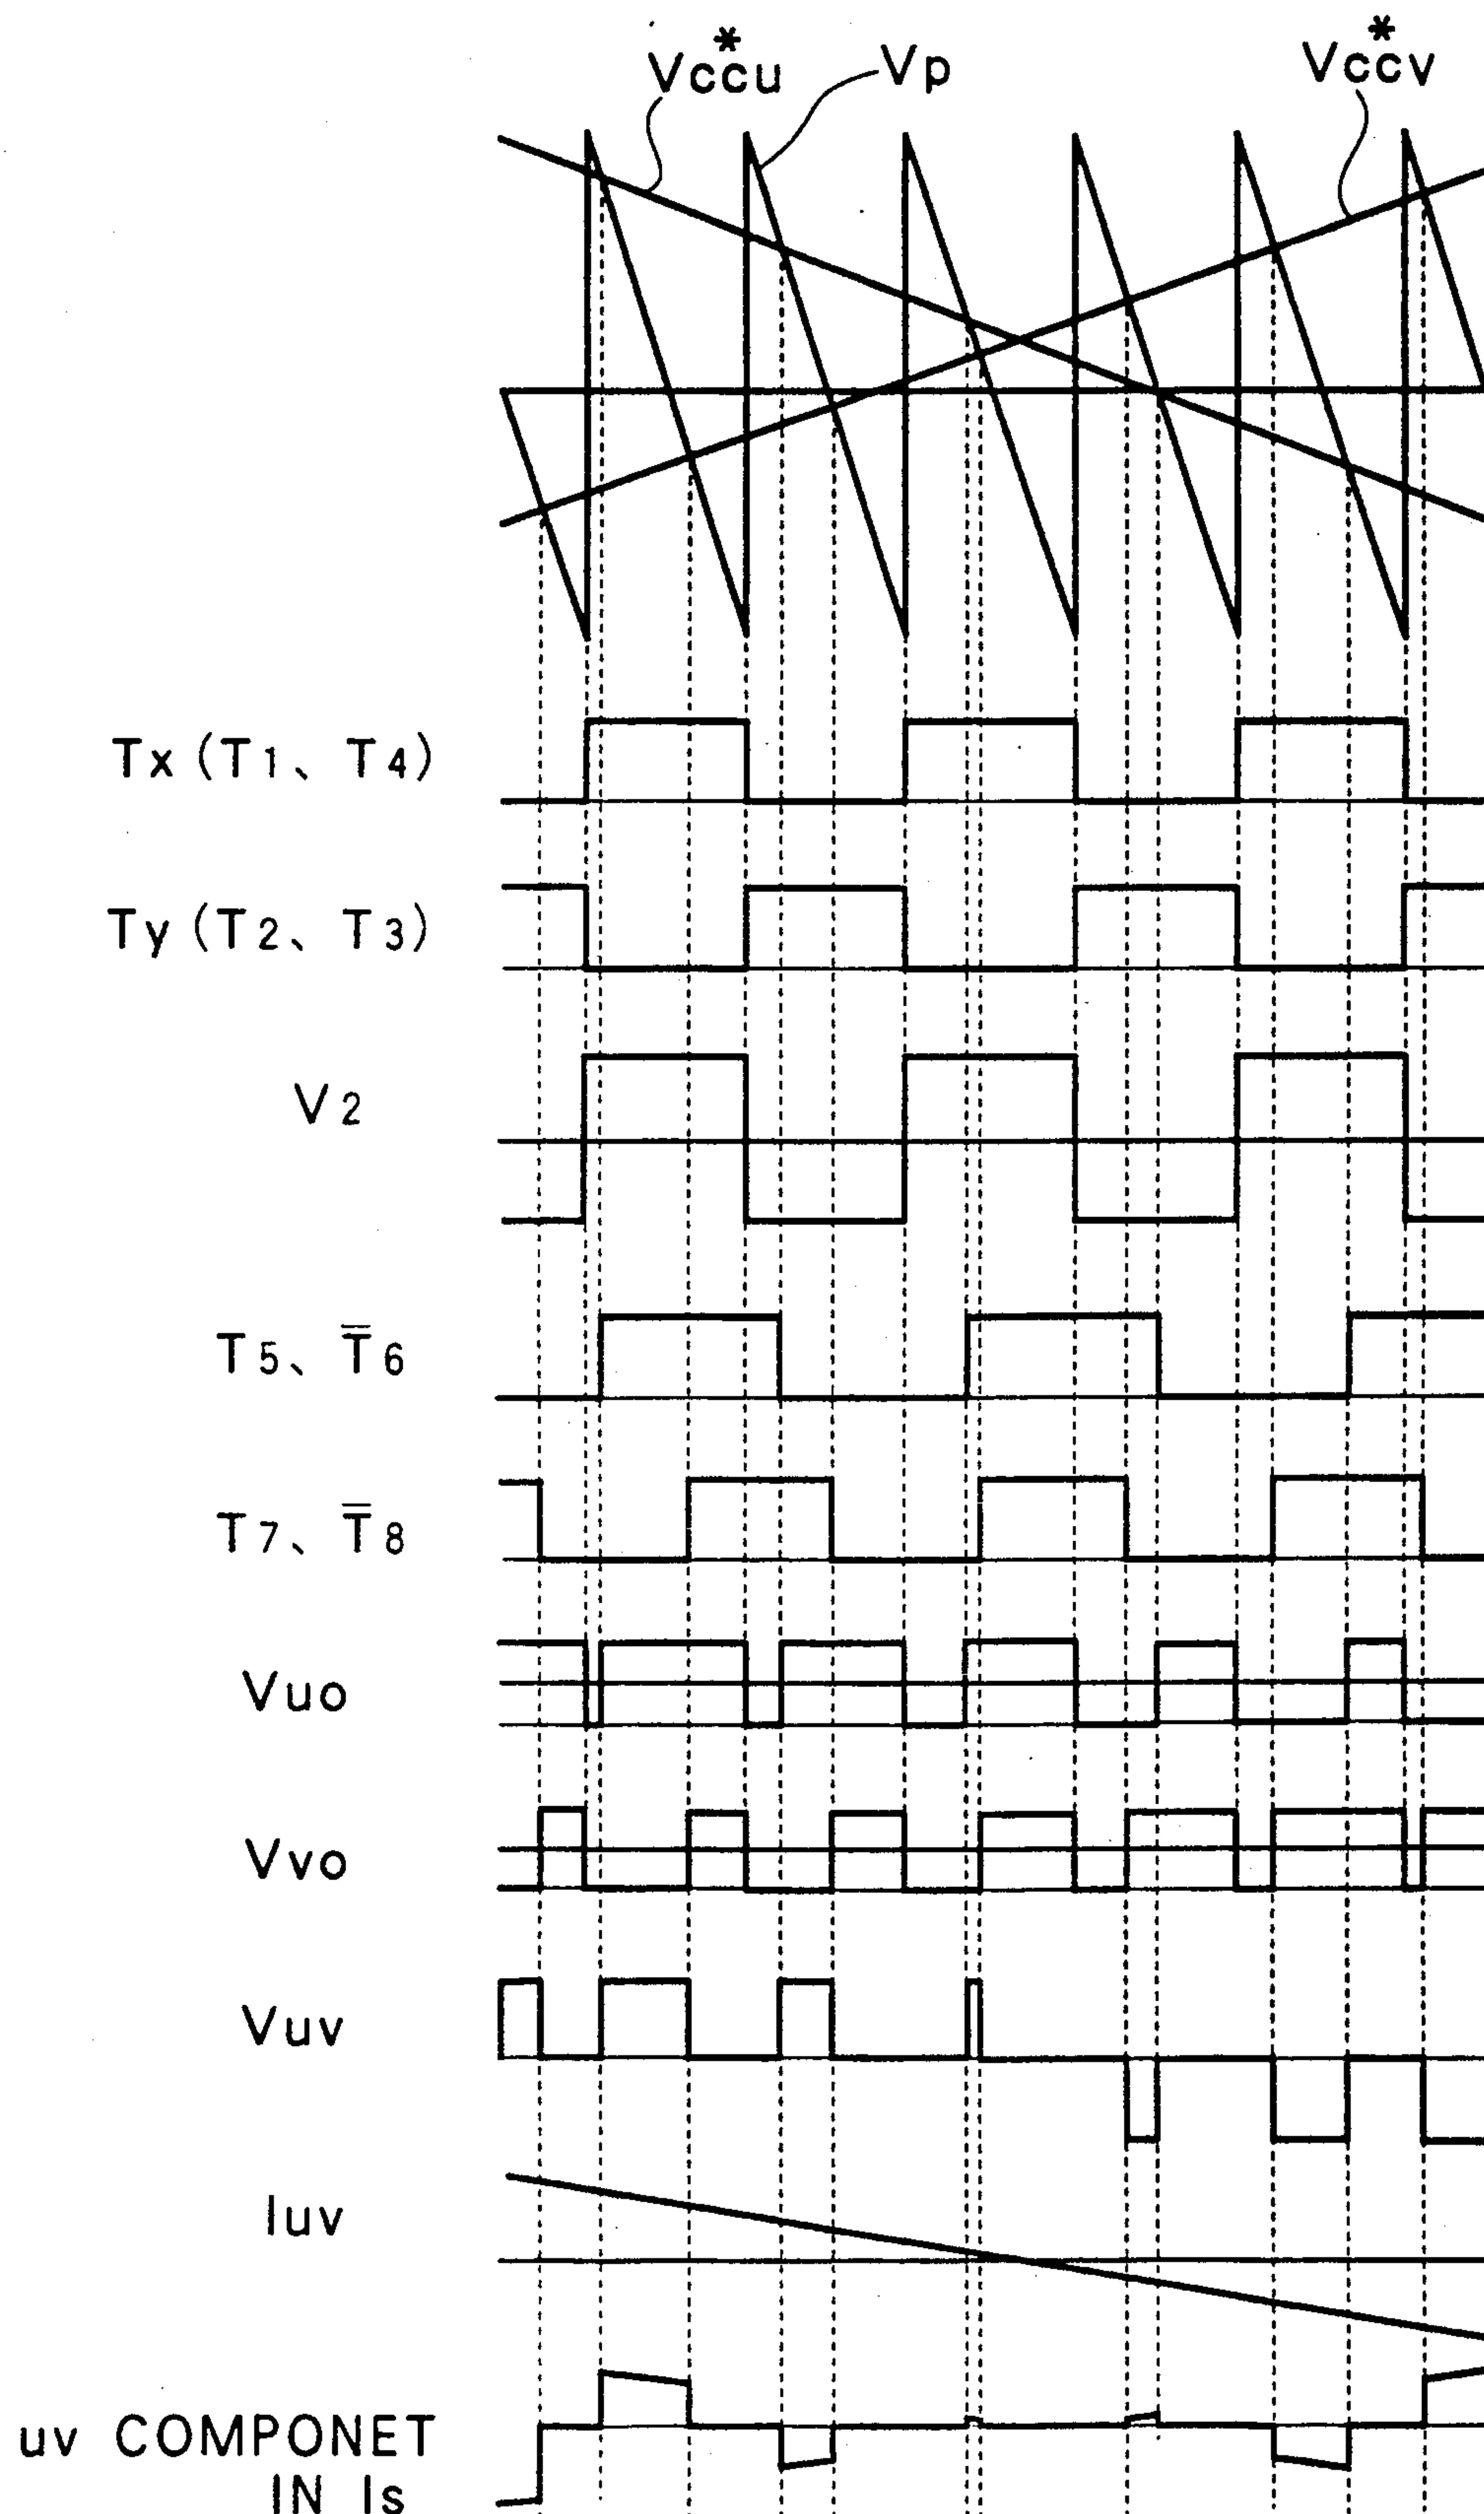 Vccu* Vp Vccv*
Tx (T1、T4)
Ty (T2、T3)
V2
T5、T̅6
T7、T̅8
Vuo
Vvo
Vuv
Iuv
uv COMPONET
IN Is